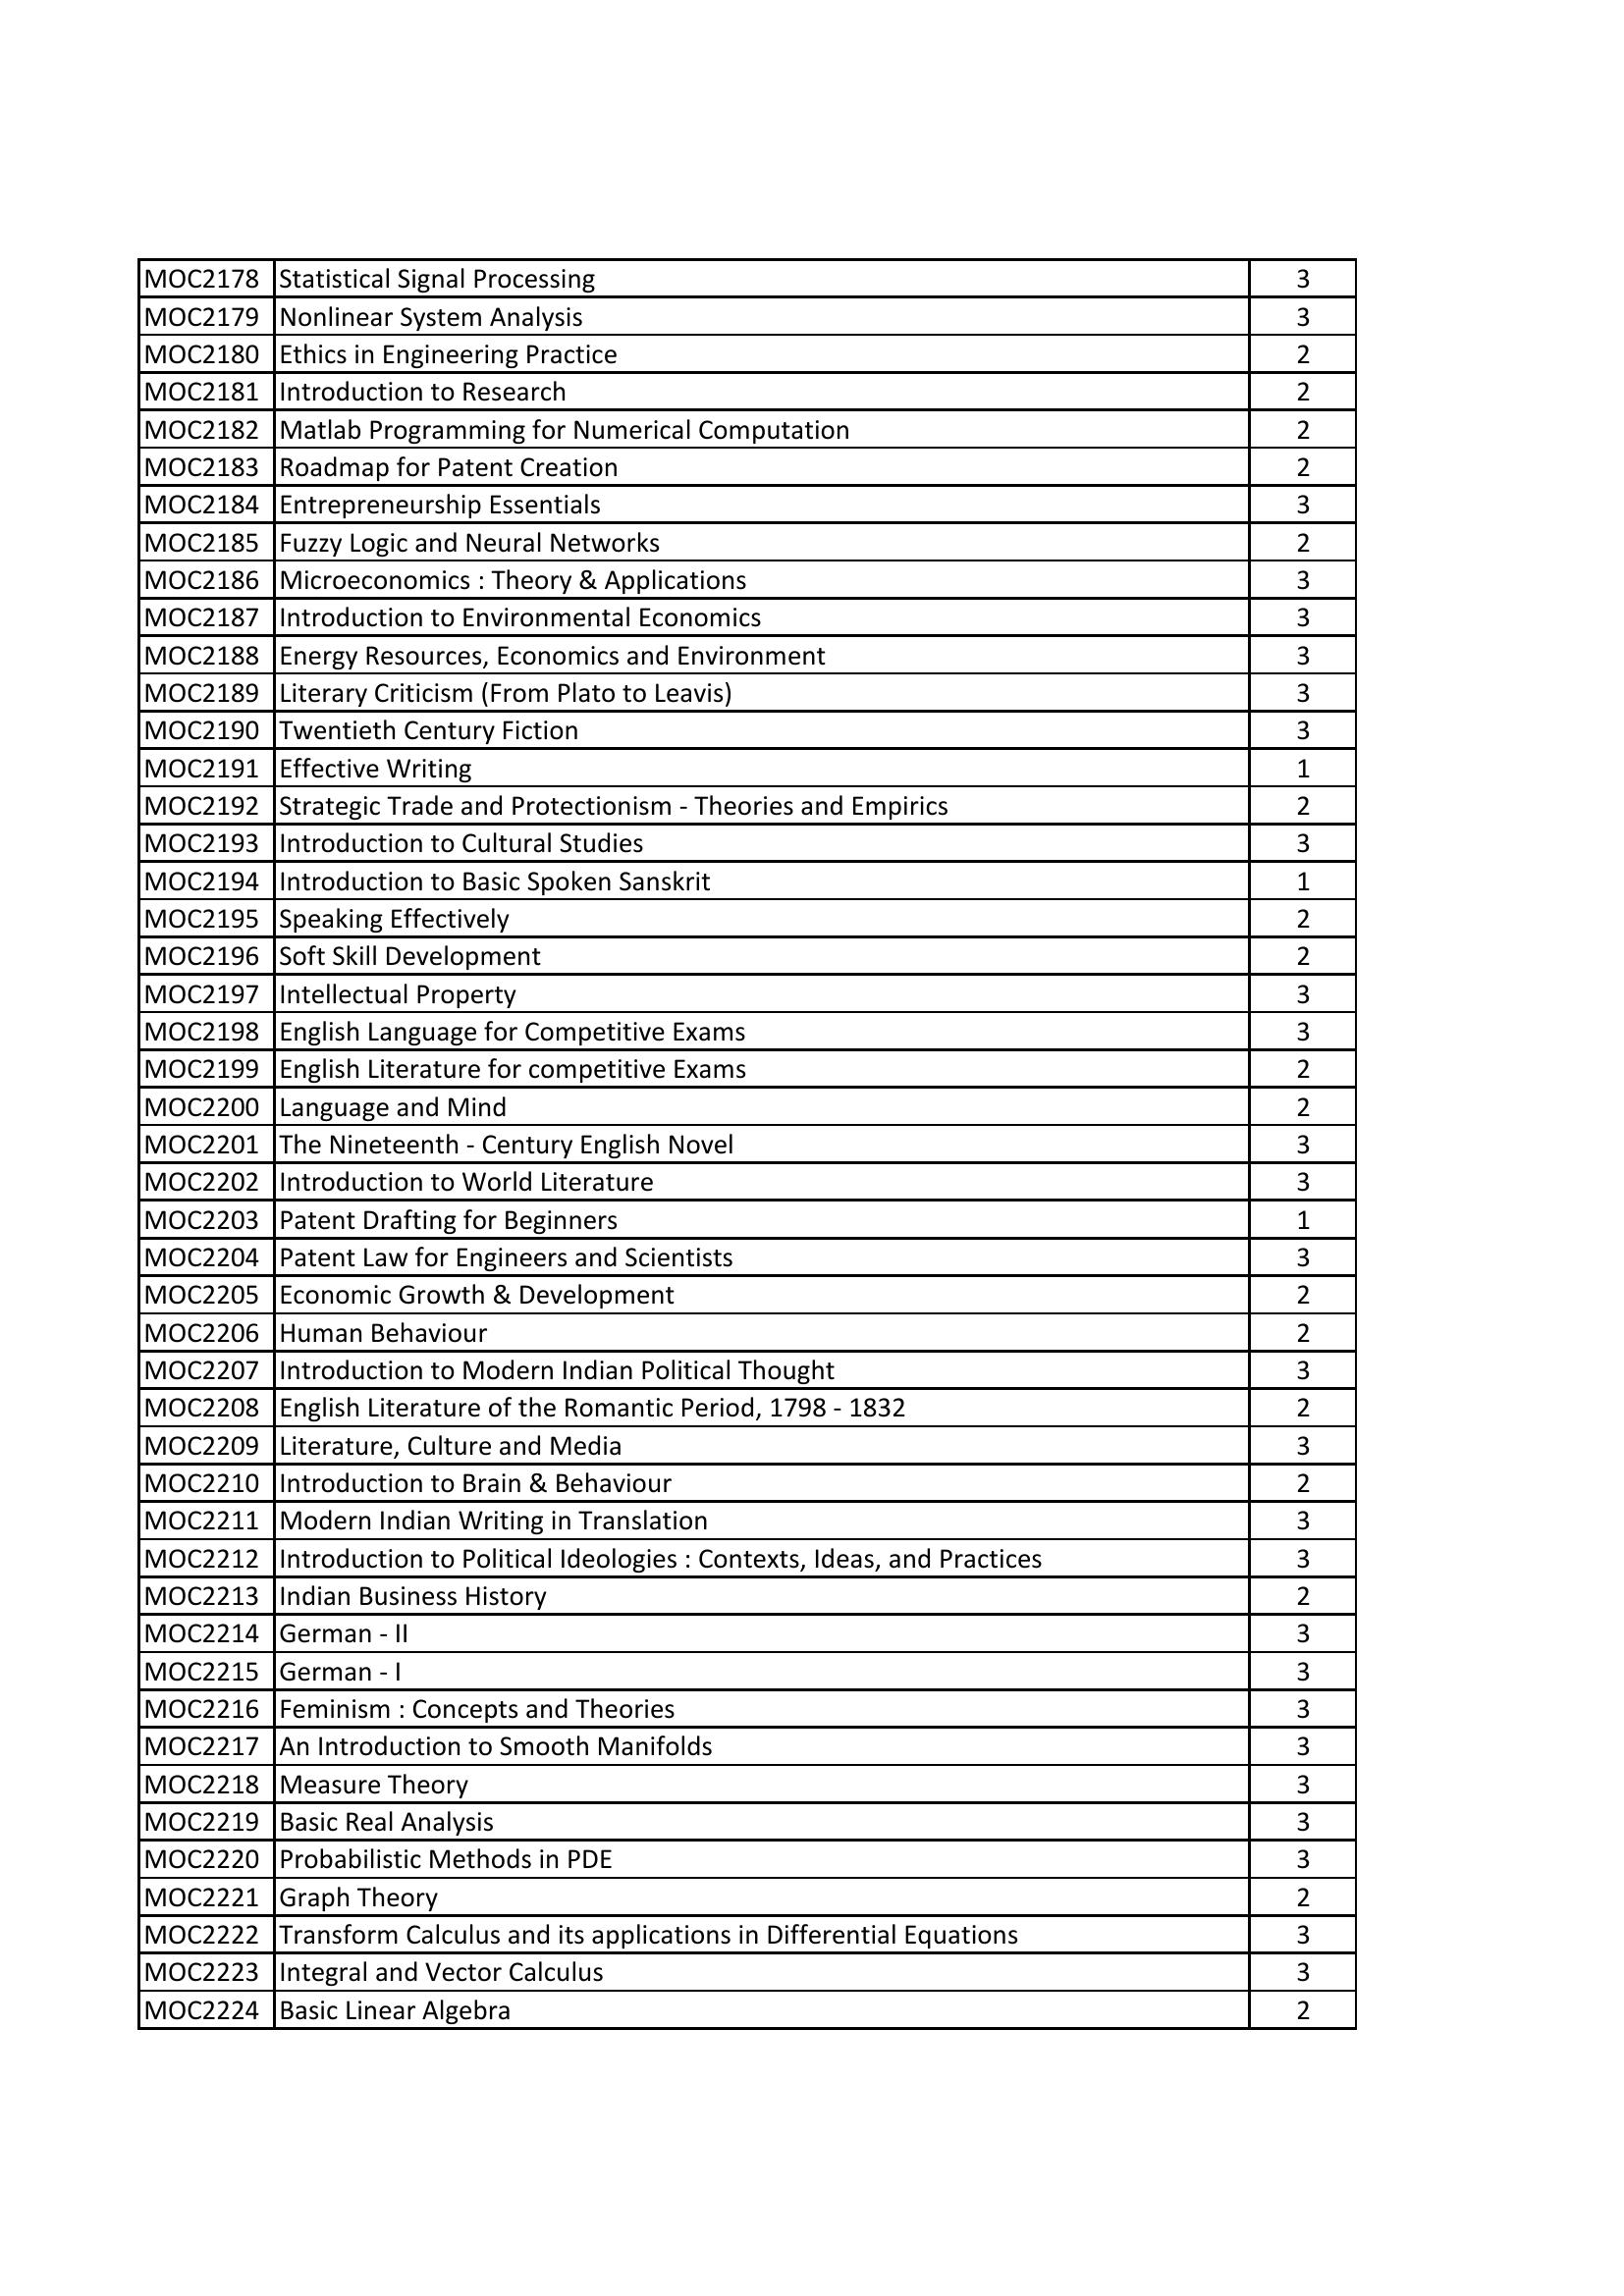 MOC2178 Statistical Signal Processing 3
MOC2179 Nonlinear System Analysis 3
MOC2180 Ethics in Engineering Practice 2
MOC2181 Introduction to Research 2
MOC2182 Matlab Programming for Numerical Computation 2
MOC2183 Roadmap for Patent Creation 2
MOC2184 Entrepreneurship Essentials 3
MOC2185 Fuzzy Logic and Neural Networks 2
MOC2186 Microeconomics : Theory & Applications 3
MOC2187 Introduction to Environmental Economics 3
MOC2188 Energy Resources, Economics and Environment 3
MOC2189 Literary Criticism (From Plato to Leavis) 3
MOC2190 Twentieth Century Fiction 3
MOC2191 Effective Writing 1
MOC2192 Strategic Trade and Protectionism - Theories and Empirics 2
MOC2193 Introduction to Cultural Studies 3
MOC2194 Introduction to Basic Spoken Sanskrit 1
MOC2195 Speaking Effectively 2
MOC2196 Soft Skill Development 2
MOC2197 Intellectual Property 3
MOC2198 English Language for Competitive Exams 3
MOC2199 English Literature for competitive Exams 2
MOC2200 Language and Mind 2
MOC2201 The Nineteenth - Century English Novel 3
MOC2202 Introduction to World Literature 3
MOC2203 Patent Drafting for Beginners 1
MOC2204 Patent Law for Engineers and Scientists 3
MOC2205 Economic Growth & Development 2
MOC2206 Human Behaviour 2
MOC2207 Introduction to Modern Indian Political Thought 3
MOC2208 English Literature of the Romantic Period, 1798 - 1832 2
MOC2209 Literature, Culture and Media 3
MOC2210 Introduction to Brain & Behaviour 2
MOC2211 Modern Indian Writing in Translation 3
MOC2212 Introduction to Political Ideologies : Contexts, Ideas, and Practices 3
MOC2213 Indian Business History 2
MOC2214 German - II 3
MOC2215 German - I 3
MOC2216 Feminism : Concepts and Theories 3
MOC2217 An Introduction to Smooth Manifolds 3
MOC2218 Measure Theory 3
MOC2219 Basic Real Analysis 3
MOC2220 Probabilistic Methods in PDE 3
MOC2221 Graph Theory 2
MOC2222 Transform Calculus and its applications in Differential Equations 3
MOC2223 Integral and Vector Calculus 3
MOC2224 Basic Linear Algebra 2